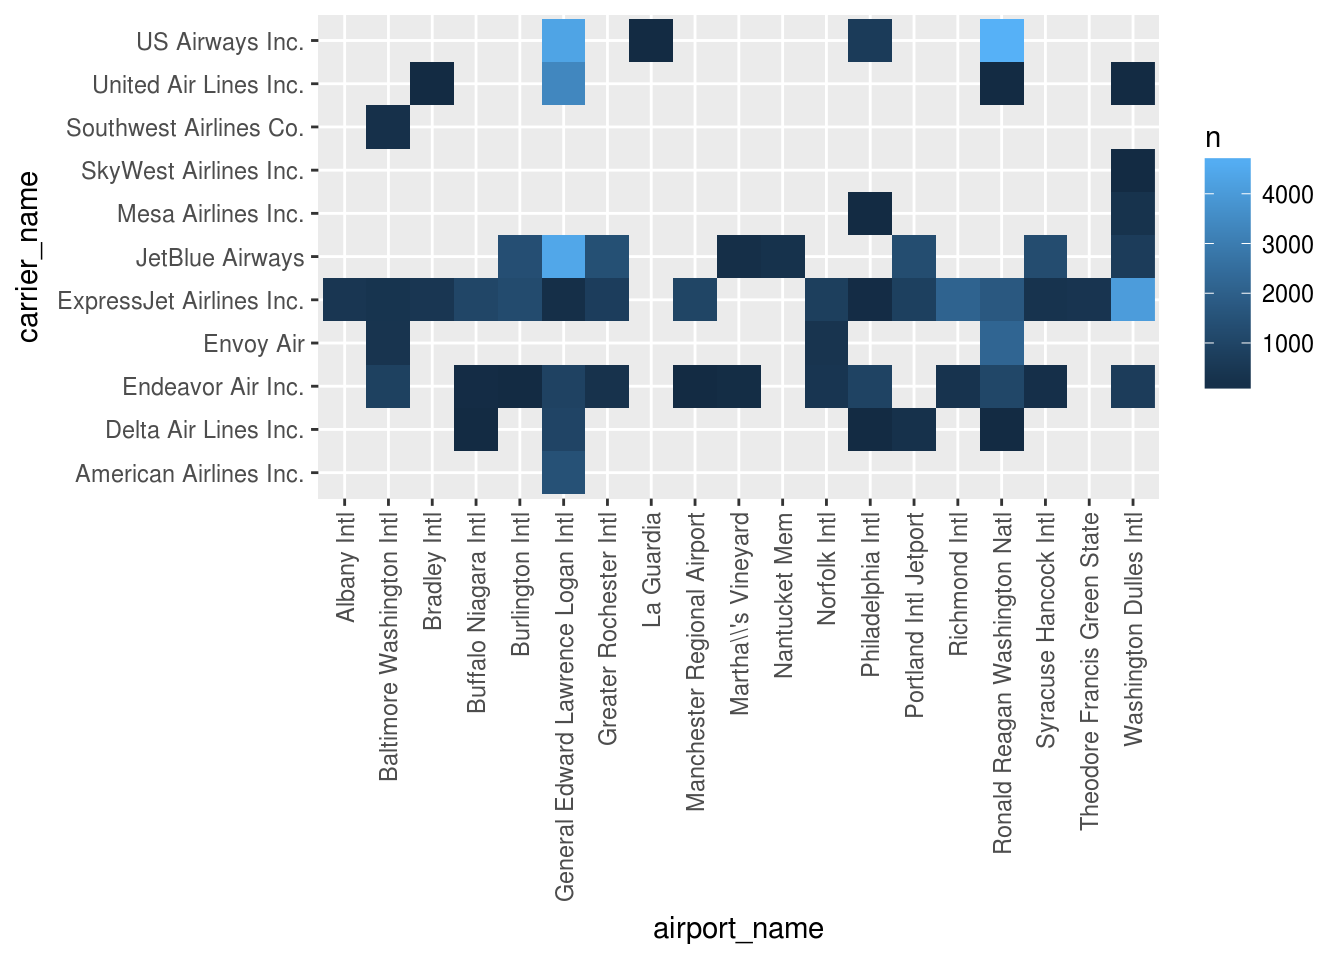 US Airways Inc.
United Air Lines Inc.
Southwest Airlines Co.
SkyWest Airlines Inc.
Mesa Airlines Inc.
JetBlue Airways
ExpressJet Airlines Inc.
Envoy Air
Endeavor Air Inc.
Delta Air Lines Inc.
American Airlines Inc.
carrier_name
n
4000
3000
2000
1000
Albany Intl
Baltimore Washington Intl
Bradley Intl
Buffalo Niagara Intl
Burlington Intl
General Edward Lawrence Logan Intl
Greater Rochester Intl
La Guardia
Manchester Regional Airport
Martha\\'s Vineyard
Nantucket Mem
Norfolk Intl
Philadelphia Intl
Portland Intl Jetport
Richmond Intl
Ronald Reagan Washington Natl
Syracuse Hancock Intl
Theodore Francis Green State
Washington Dulles Intl
airport_name